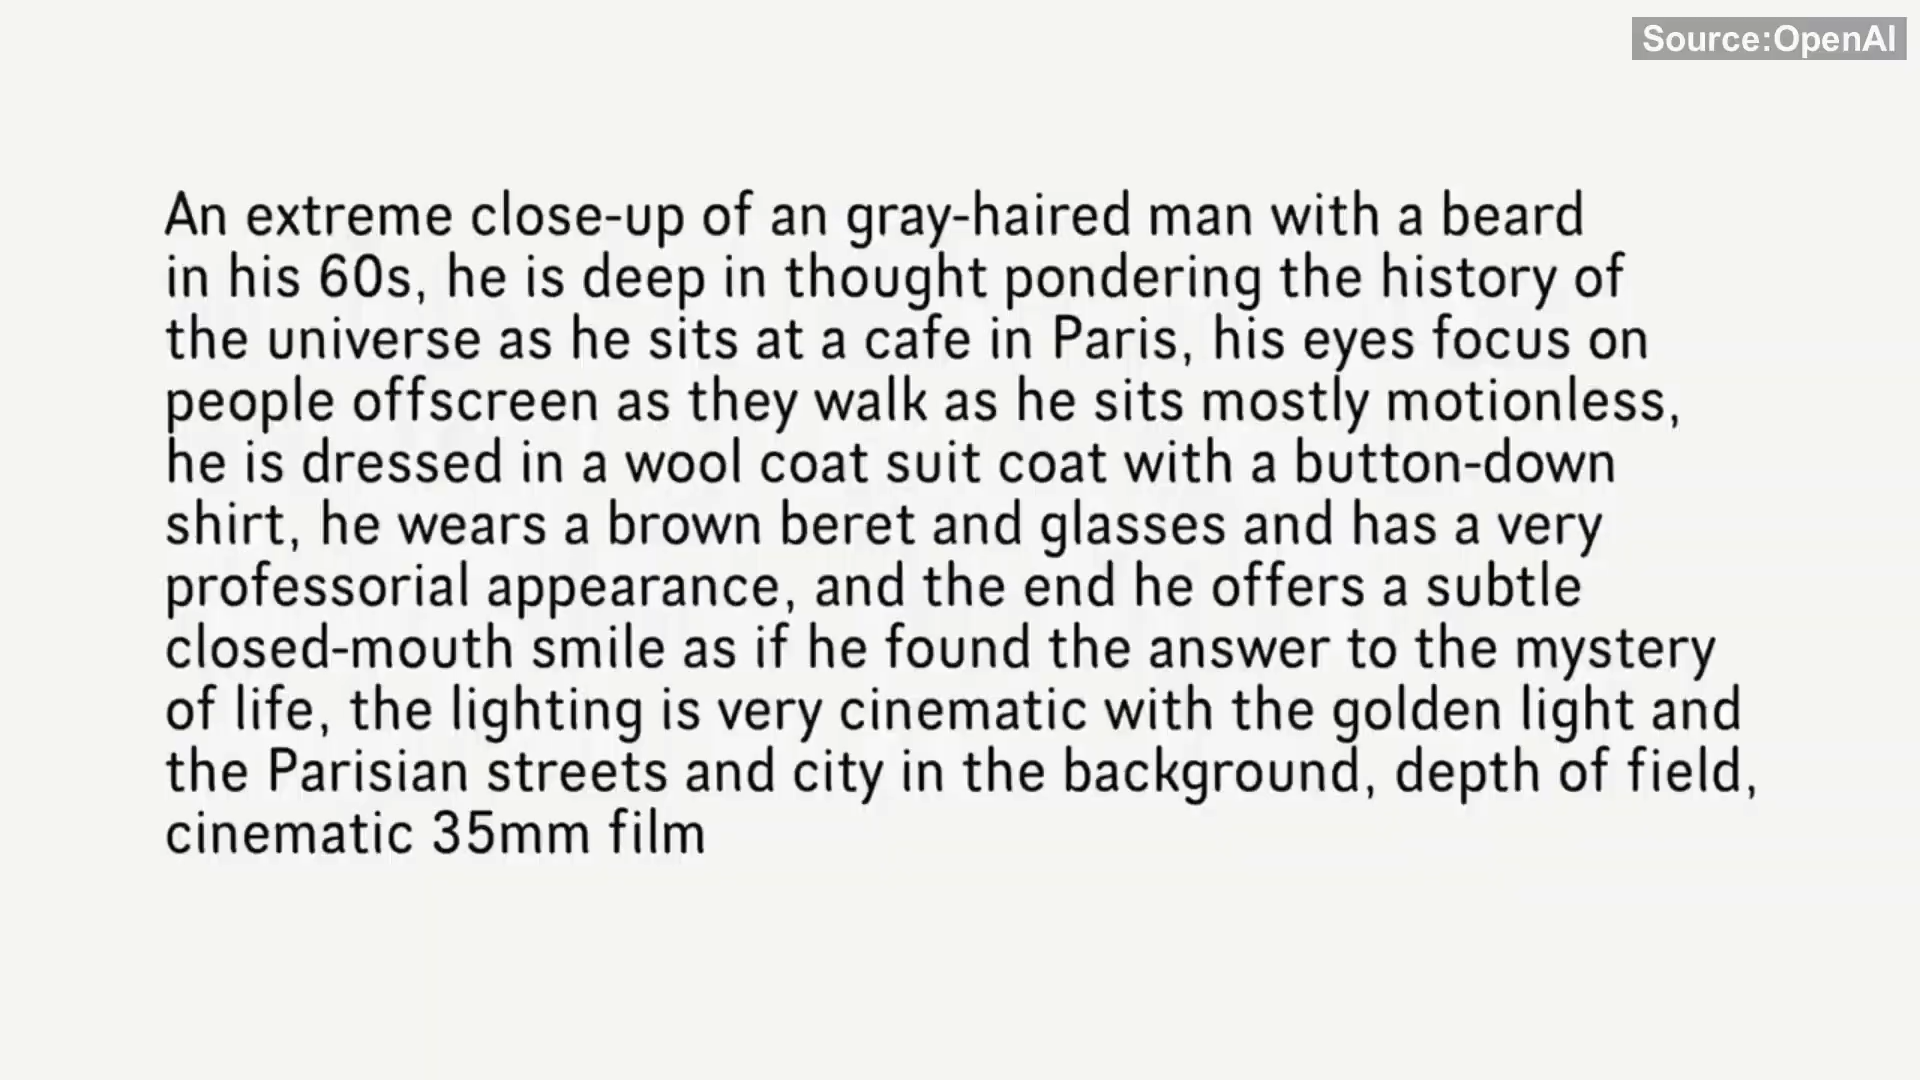 Source:OpenAI
An extreme close-up of an gray-haired man with a beard
in his 60s, he is deep in thought pondering the history of
the universe as he sits at a cafe in Paris, his eyes focus on
people offscreen as they walk as he sits mostly motionless,
he is dressed in a wool coat suit coat with a button-down
shirt, he wears a brown beret and glasses and has a very
professorial appearance, and the end he offers a subtle
closed-mouth smile as if he found the answer to the mystery
of life, the lighting is very cinematic with the golden light and
the Parisian streets and city in the background, depth of field,
cinematic 35mm film